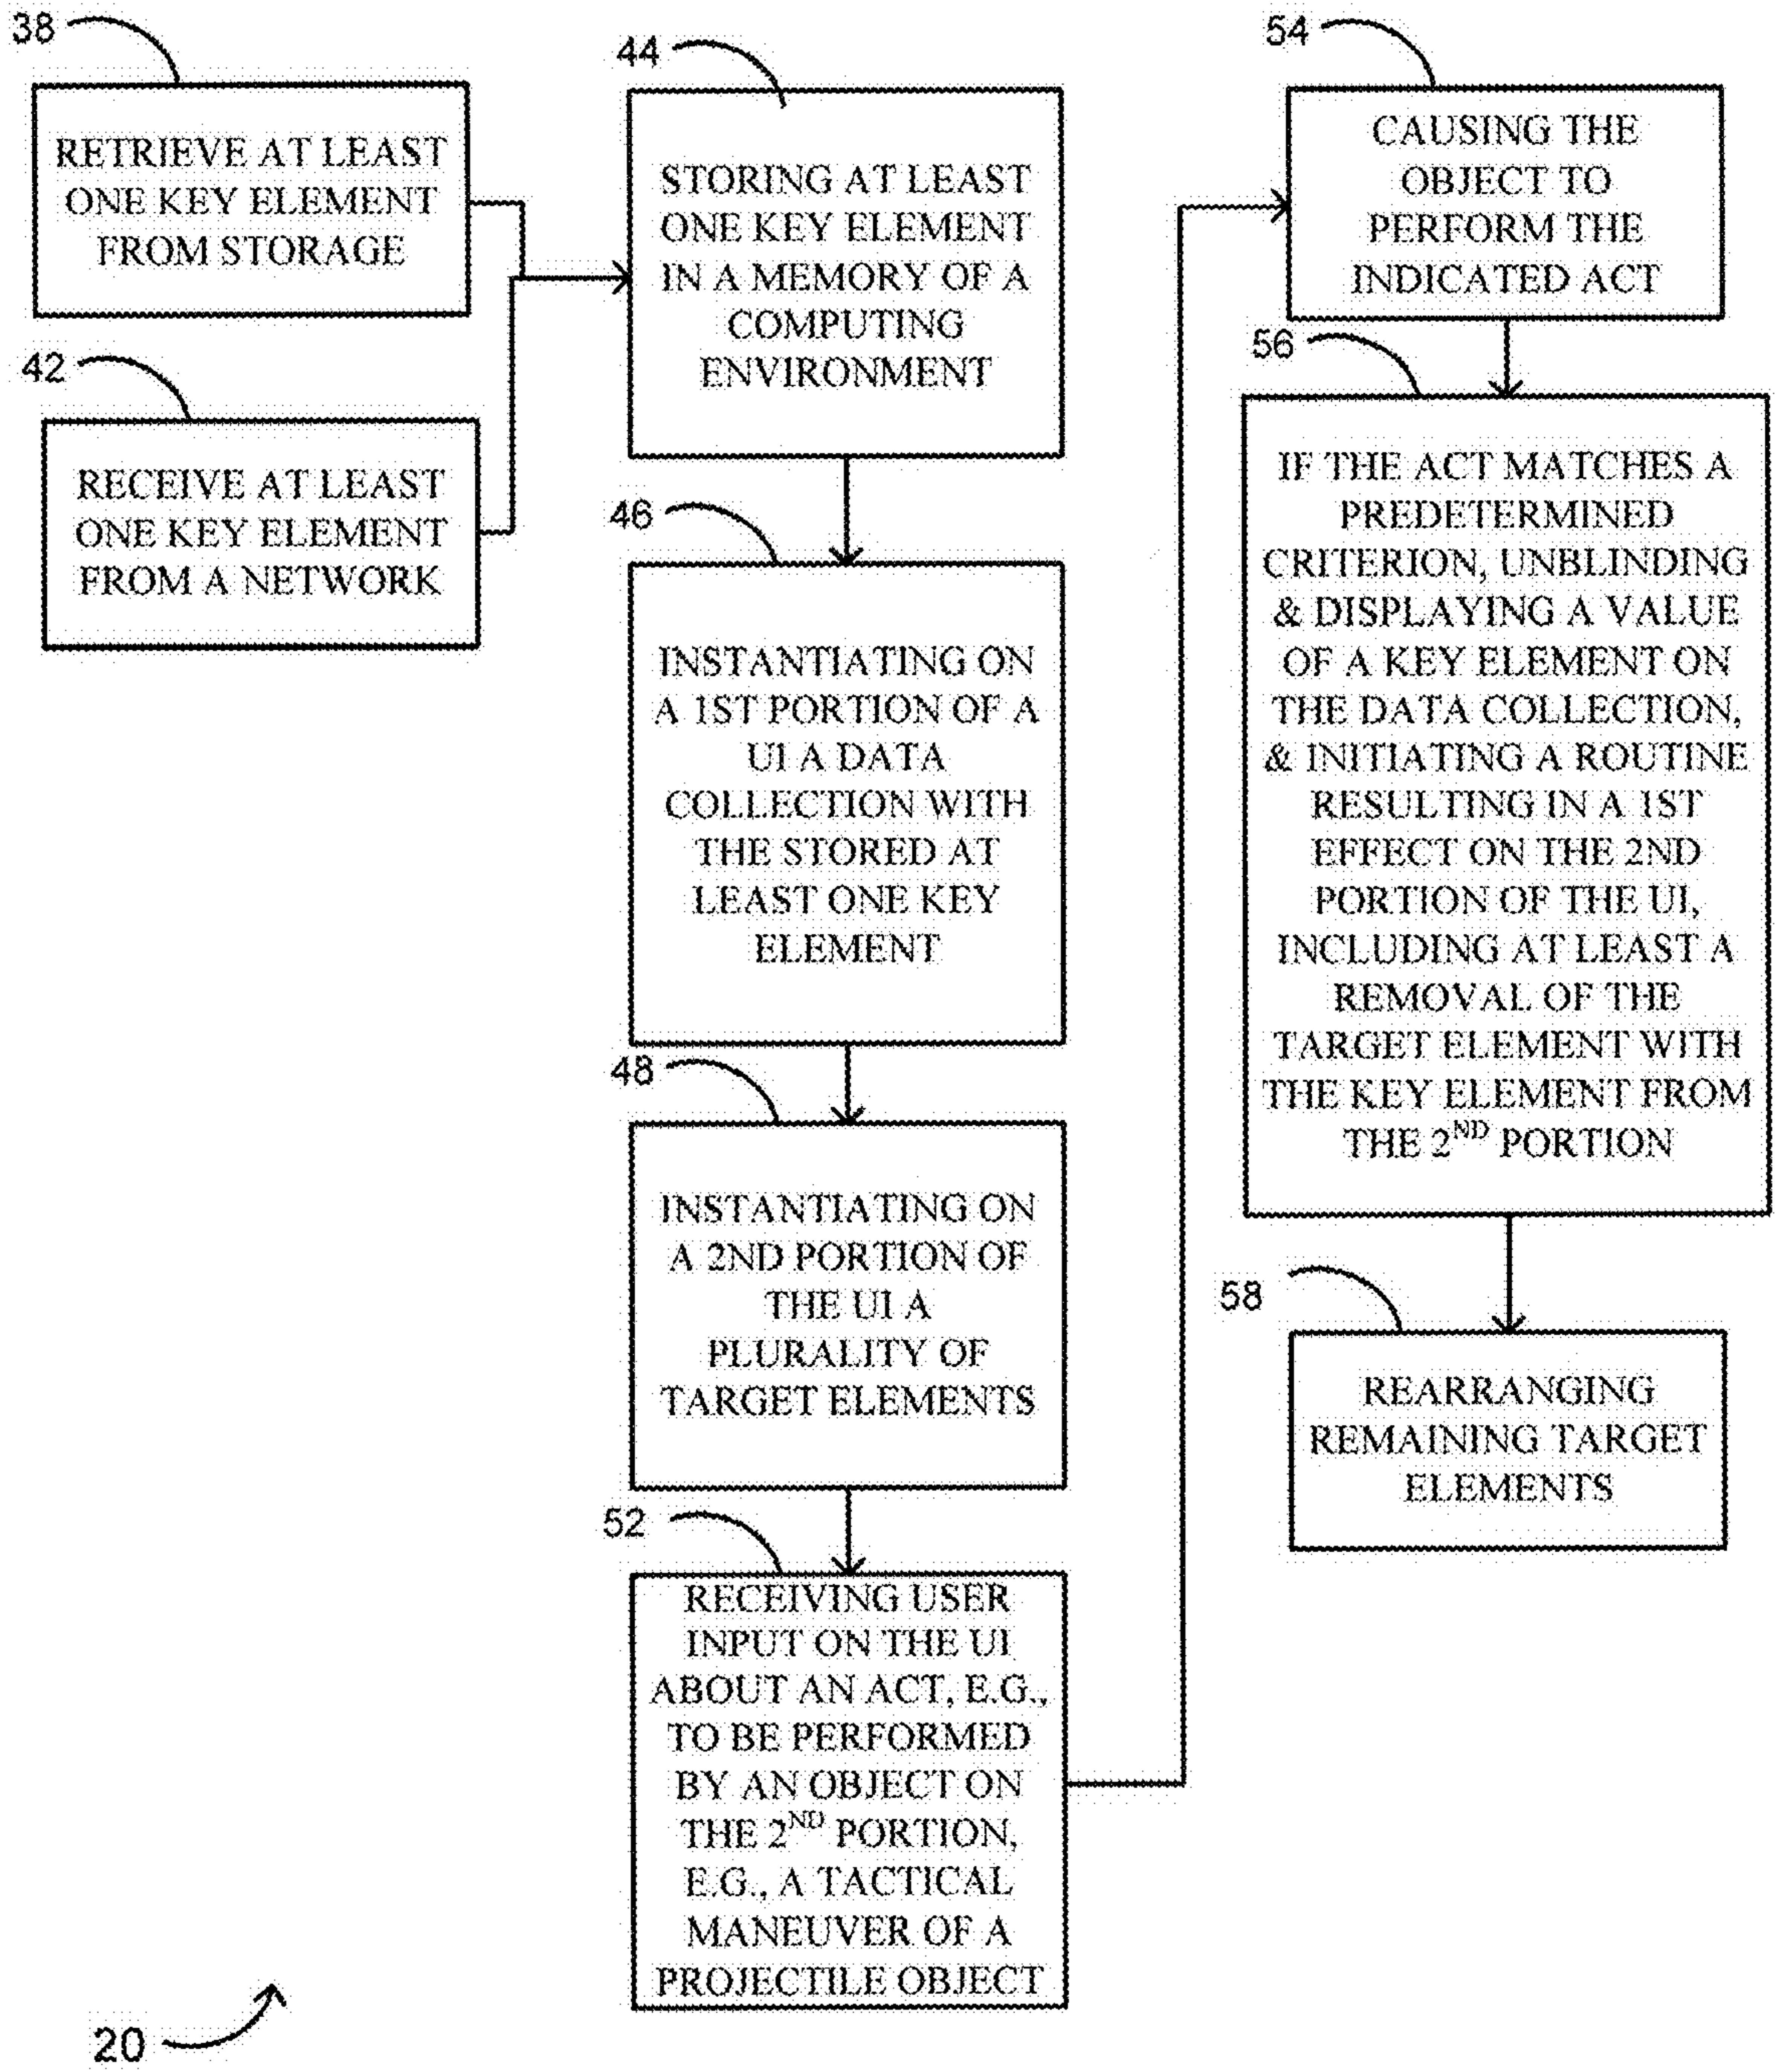 38
RETRIEVE AT LEAST
ONE KEY ELEMENT
FROM STORAGE
42
RECEIVE AT LEAST
ONE KEY ELEMENT
FROM A NETWORK
44
STORING AT LEAST
ONE KEY ELEMENT
IN A MEMORY OF A
COMPUTING
ENVIRONMENT
46
INSTANTIATING ON
A 1ST PORTION OF A
UI A DATA
COLLECTION WITH
THE STORED AT
LEAST ONE KEY
ELEMENT
48
INSTANTIATING ON
A 2ND PORTION OF
THE UI A
PLURALITY OF
TARGET ELEMENTS
52
RECEIVING USER
INPUT ON THE UI
ABOUT AN ACT, E.G.,
TO BE PERFORMED
BY AN OBJECT ON
THE 2ND PORTION,
E.G., A TACTICAL
MANEUVER OF A
PROJECTILE OBJECT
54
CAUSING THE
OBJECT TO
PERFORM THE
INDICATED ACT
56
IF THE ACT MATCHES A
PREDETERMINED
CRITERION, UNBLINDING
& DISPLAYING A VALUE
OF A KEY ELEMENT ON
THE DATA COLLECTION,
& INITIATING A ROUTINE
RESULTING IN A 1ST
EFFECT ON THE 2ND
PORTION OF THE UI,
INCLUDING AT LEAST A
REMOVAL OF THE
TARGET ELEMENT WITH
THE KEY ELEMENT FROM
THE 2ND PORTION
58
REARRANGING
REMAINING TARGET
ELEMENTS
20